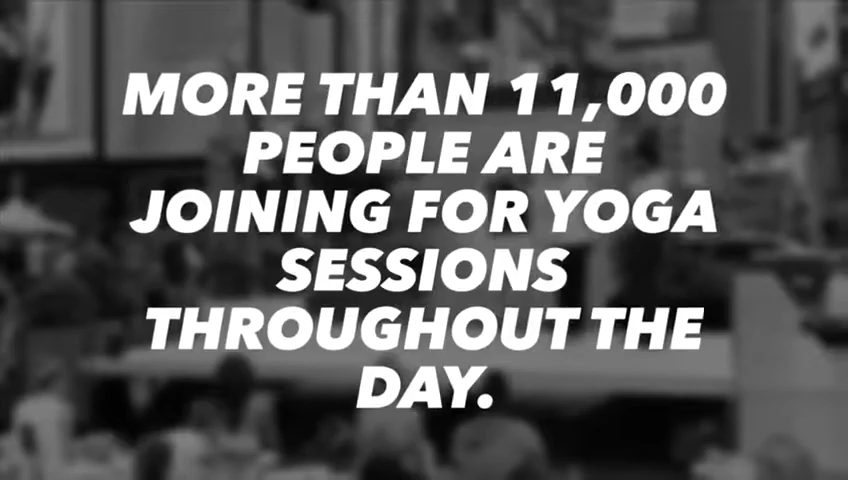 MORE THAN 11,000
PEOPLE ARE
JOINING FOR YOGA
SESSIONS
THROUGHOUT THE
DAY.